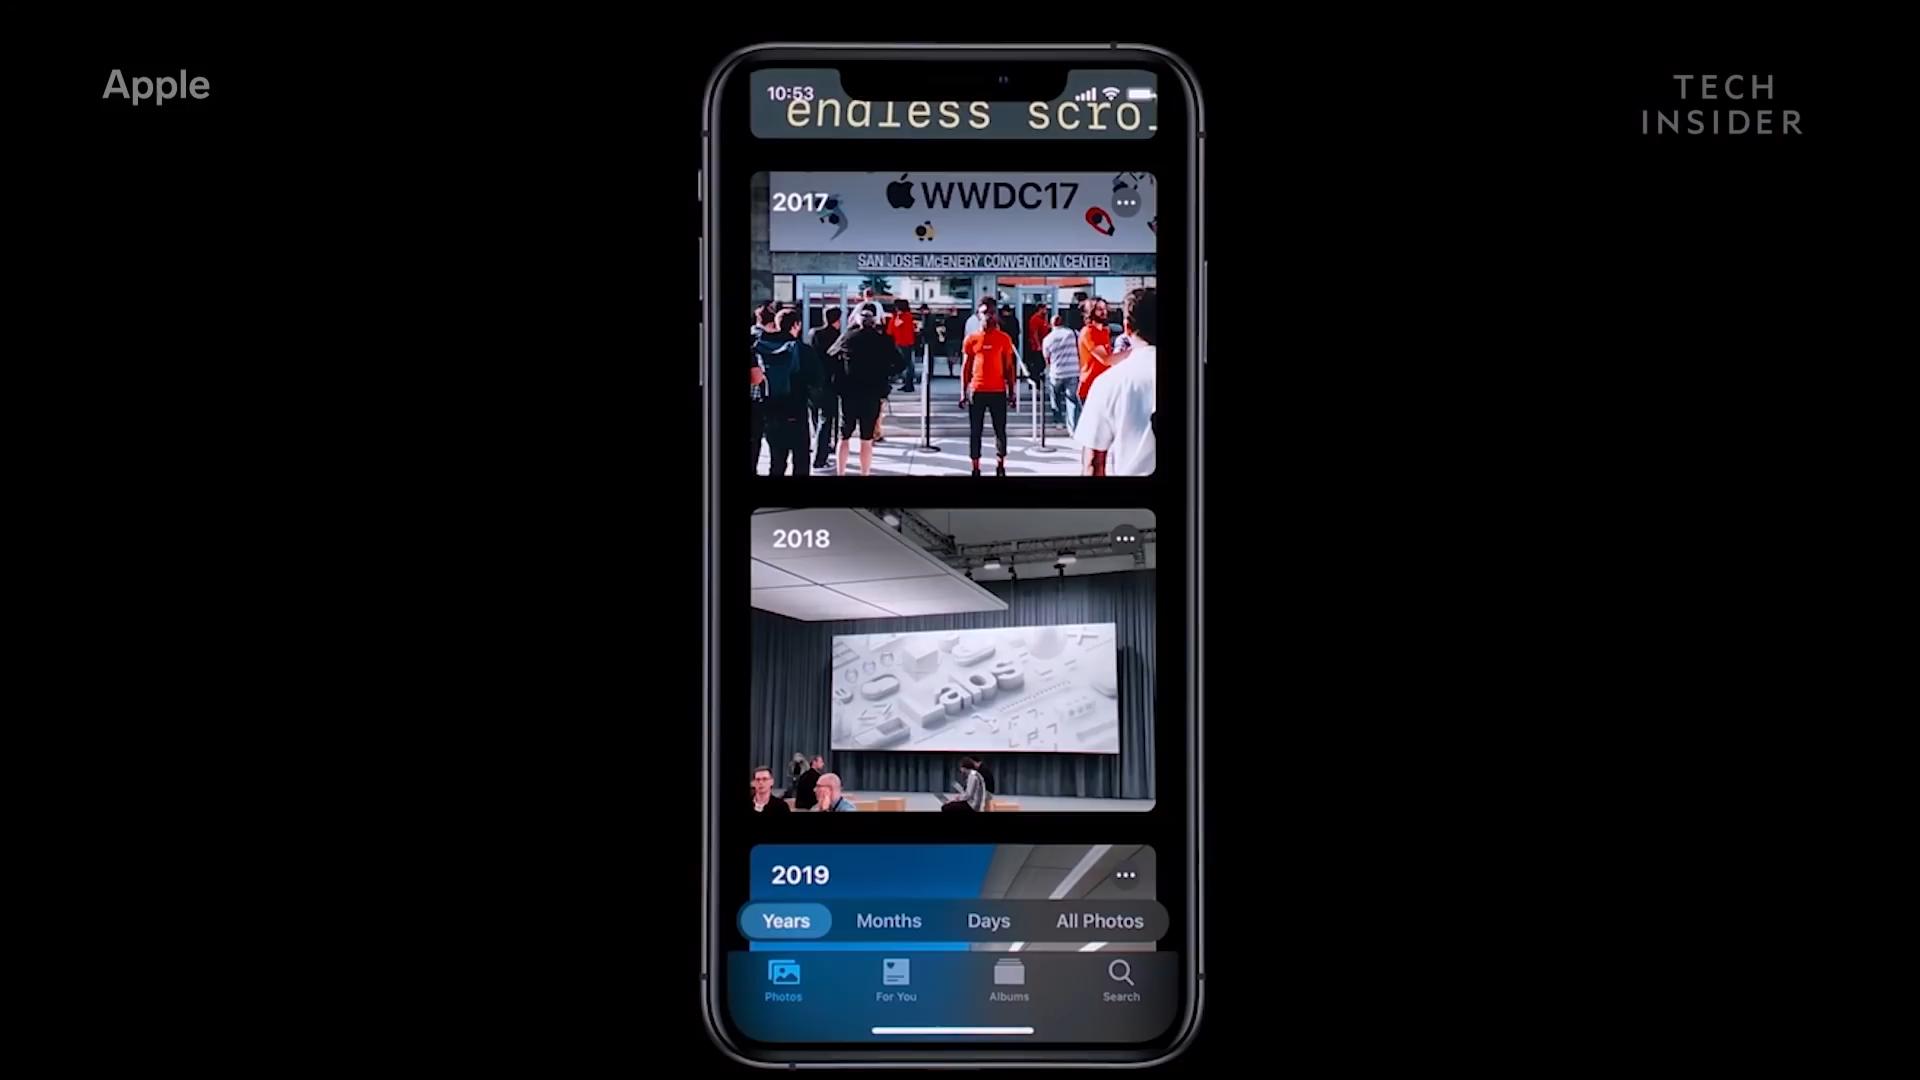 Apple
TECH
INSIDER
10:53
endless scro
2017
WWDC17
SAN JOSE McENERY CONVENTION CENTER
2018
Labs
2019
Years Months Days All Photos
Photos For You Albums Search